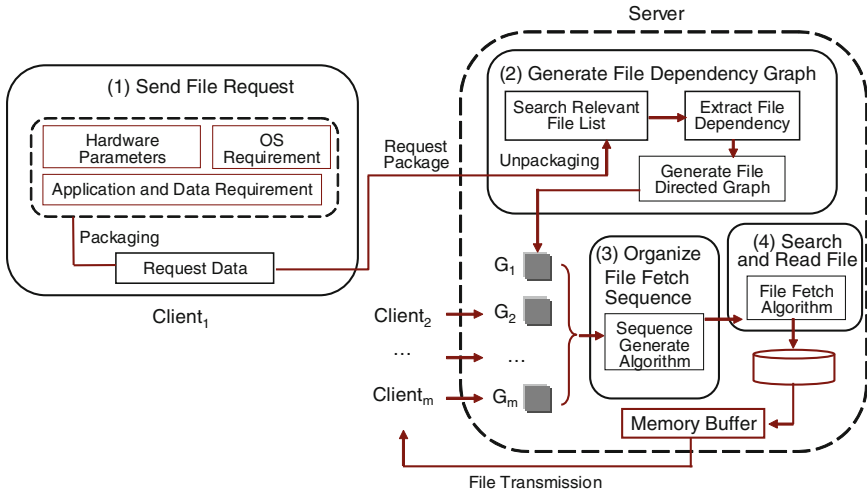 Server
(1) Send File Request
Hardware
Parameters
OS
Requirement
Application and Data Requirement
Packaging
Request Data
Client1
Request
Package
Unpackaging
(2) Generate File Dependency Graph
Search Relevant
File List
Extract File
Dependency
Generate File
Directed Graph
G1
Client2
G2
...
...
Clientm
Gm
(3) Organize
File Fetch
Sequence
Sequence
Generate
Algorithm
(4) Search
and Read File
File Fetch
Algorithm
Memory Buffer
File Transmission